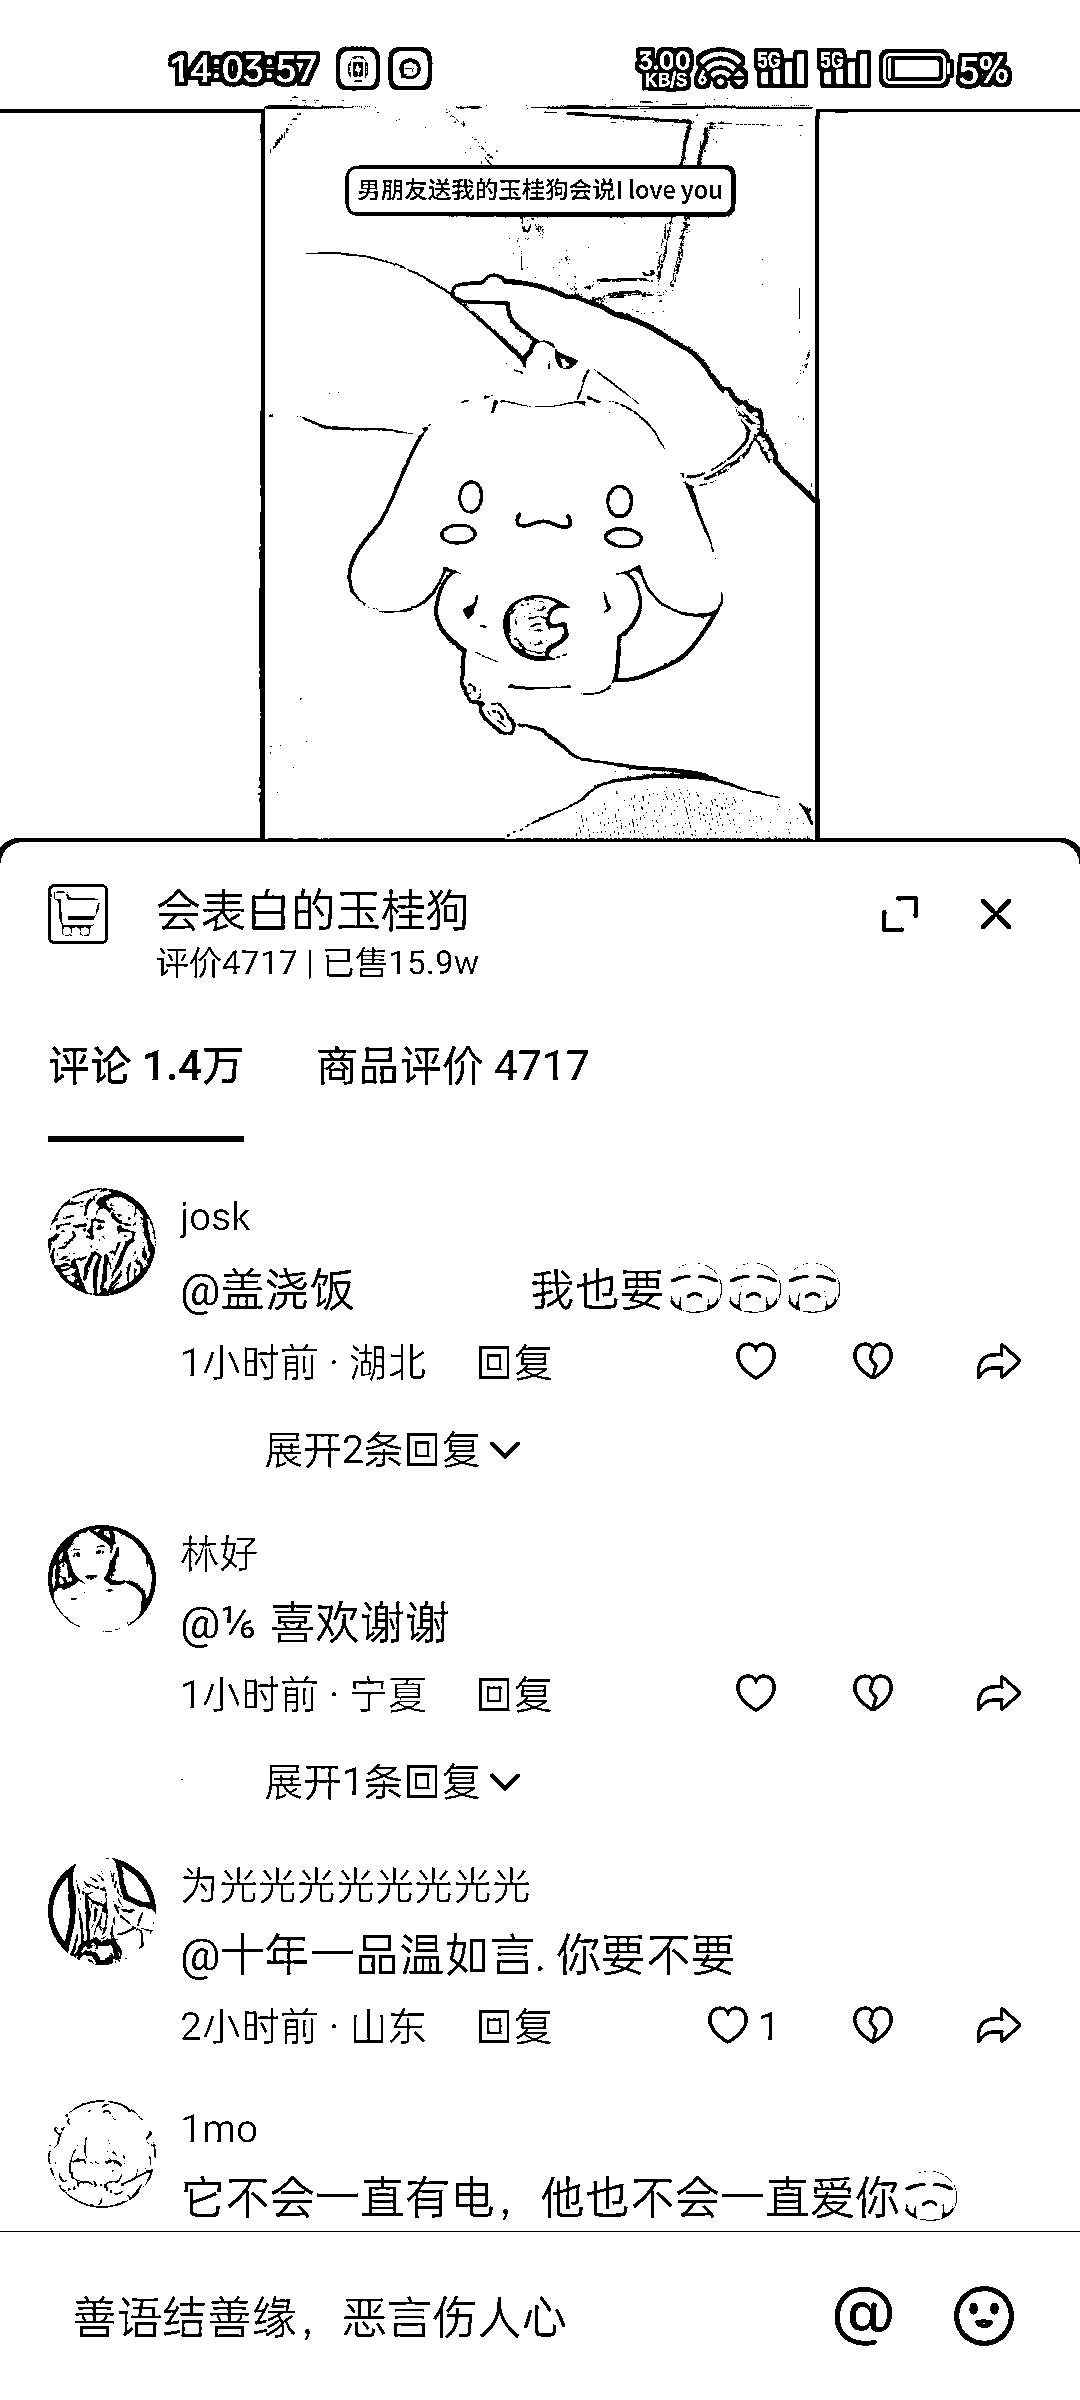 14:03:57 3.00 KB/S 6 5G 5G 5%
男朋友送我的玉桂狗会说I love you
会表白的玉桂狗
评价4717 | 已售15.9w
评论 1.4万 商品评价 4717
josk
@盖浇饭 我也要
1小时前 · 湖北 回复
展开2条回复
林好
@⅙ 喜欢谢谢
1小时前 · 宁夏 回复
展开1条回复
为光光光光光光光光
@十年一品温如言. 你要不要
2小时前 · 山东 回复 1
1mo
它不会一直有电，他也不会一直爱你
善语结善缘，恶言伤人心